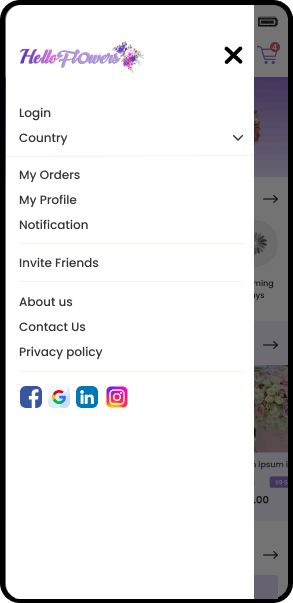 HelloFlowers
4
Login
Country
My Orders
My Profile
Notification
Invite Friends
About us
Contact Us
Privacy policy
ming
ays
Ipsum i
.00